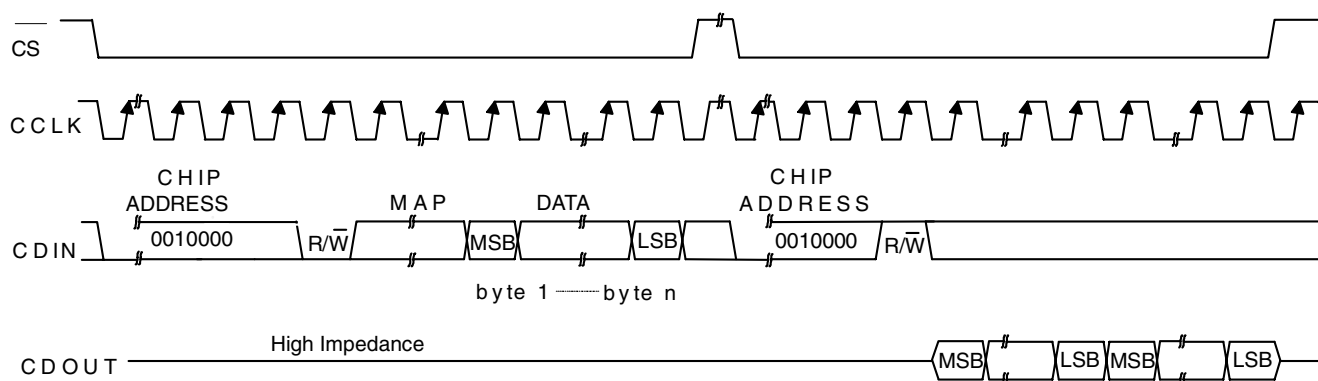 CS
CCLK
CHIP
ADDRESS
MAP
DATA
CHIP
ADDRESS
CDIN
0010000
R/W
MSB
LSB
0010000
R/W
byte 1
byte n
High Impedance
CDOUT
MSB
LSB
MSB
LSB